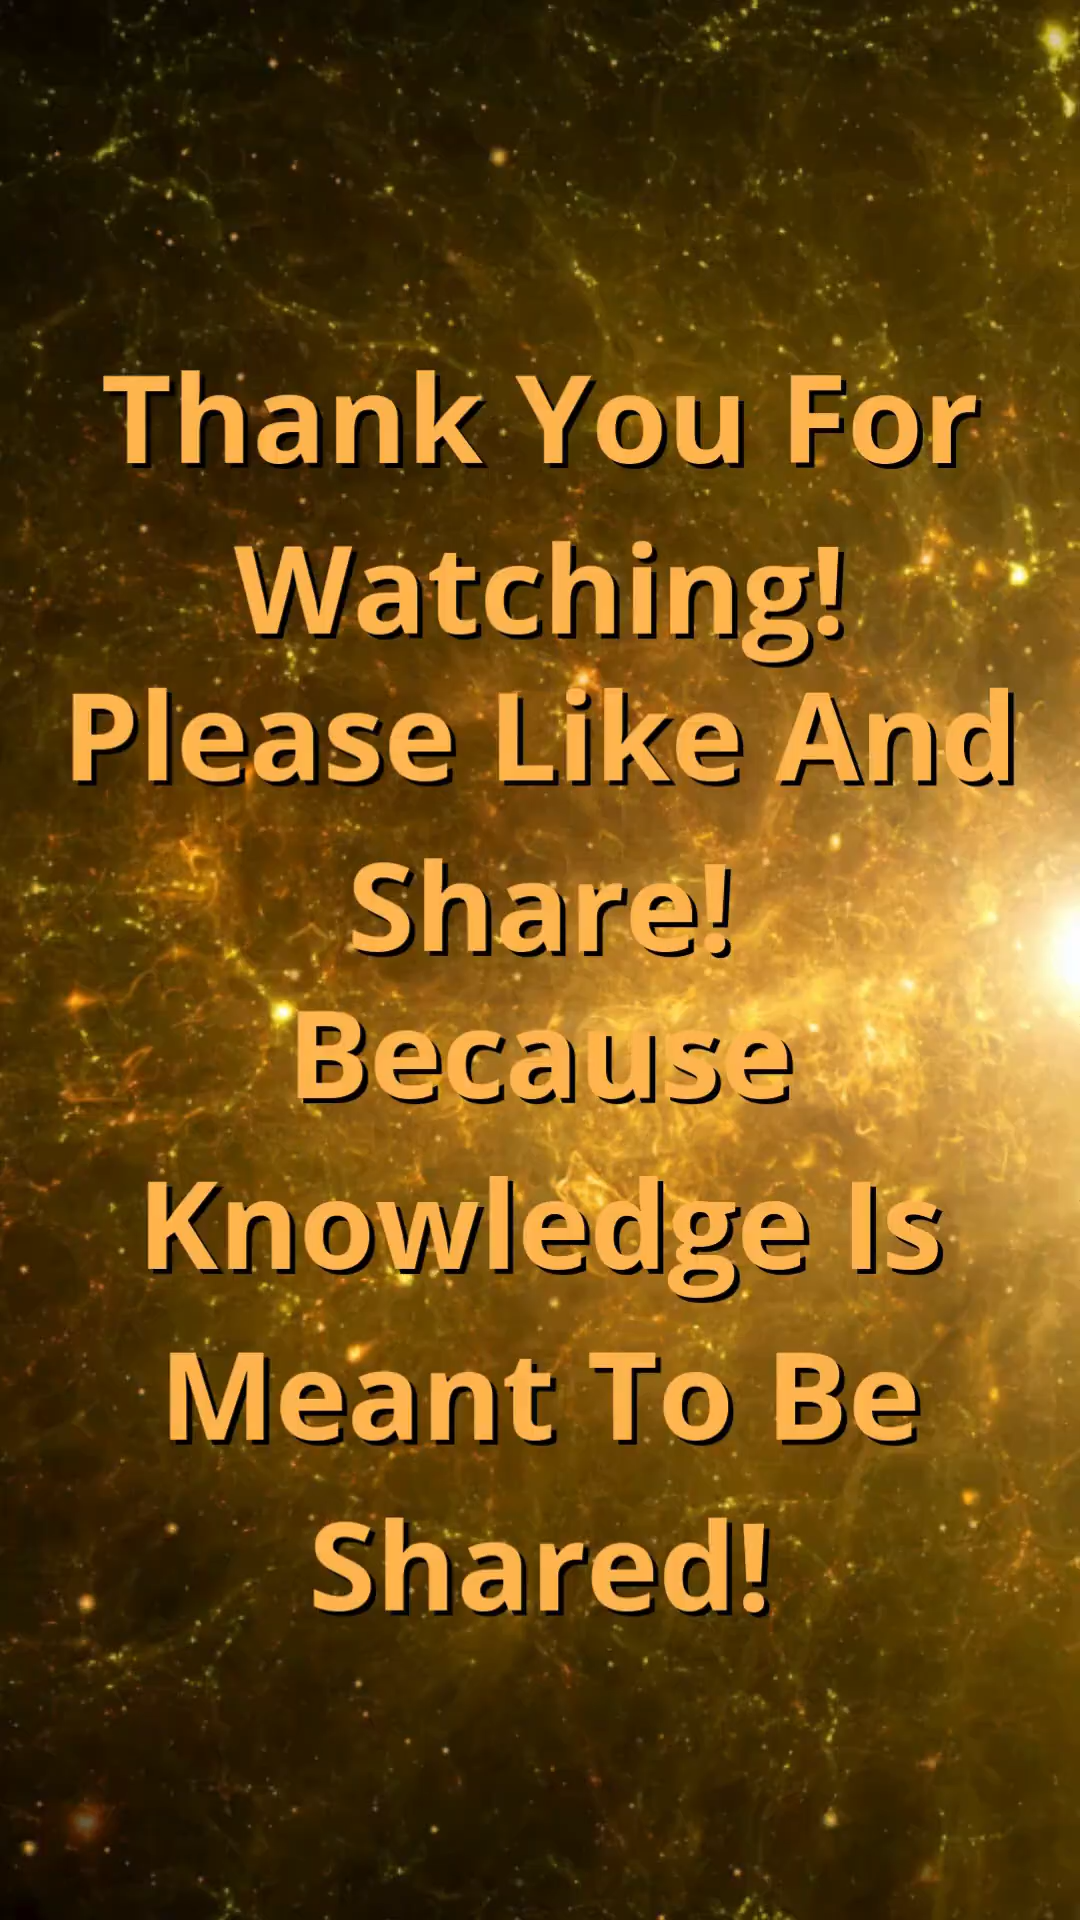 Thank You For
Watching!
Please Like And
Share!
Because
Knowledge Is
Meant To Be
Shared!